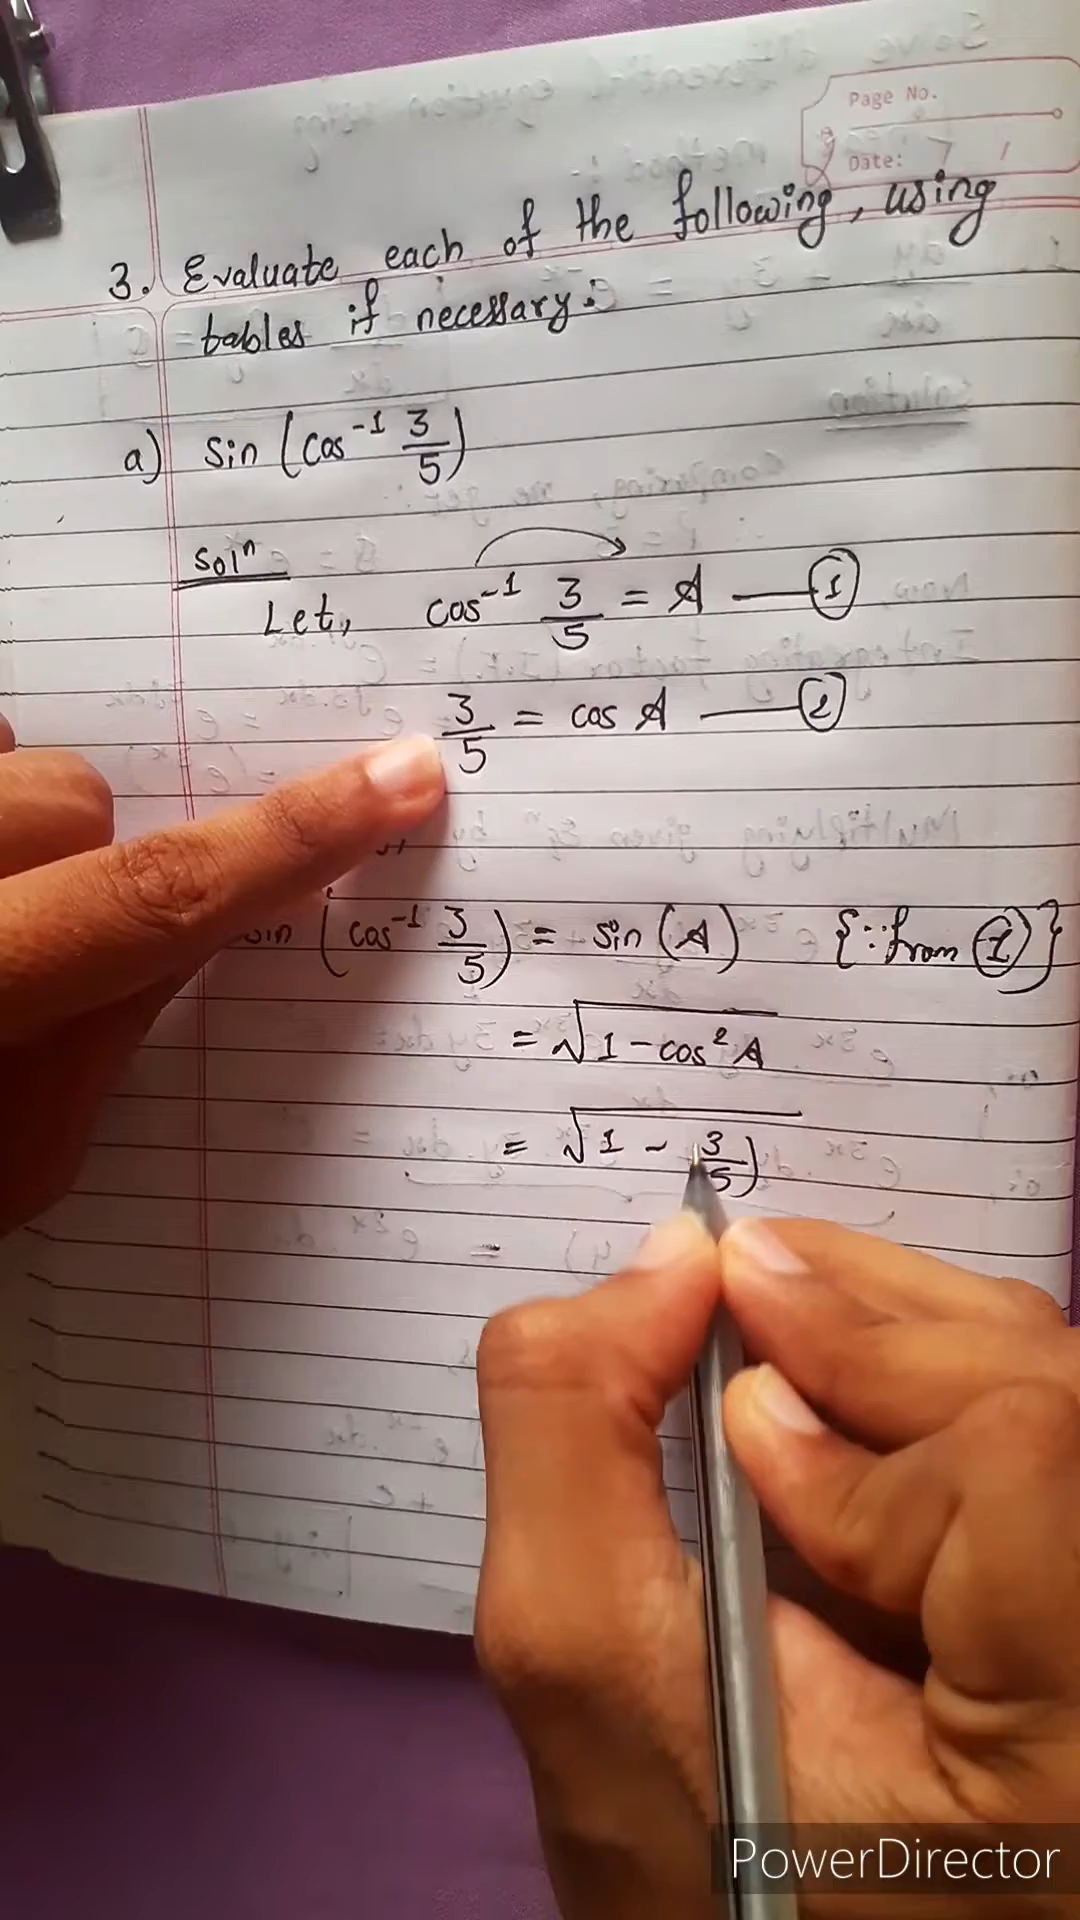 Page No.
Date:
3. Evaluate each of the following, using
tables if necessary.
a) sin (cos⁻¹ 3/5)
Solⁿ
Let, cos⁻¹ 3/5 = A —— ①
3/5 = cos A —— ②
sin (cos⁻¹ 3/5) = sin (A) {∵ from ①}
= √1 - cos² A
= √1 - 3/5)
PowerDirector